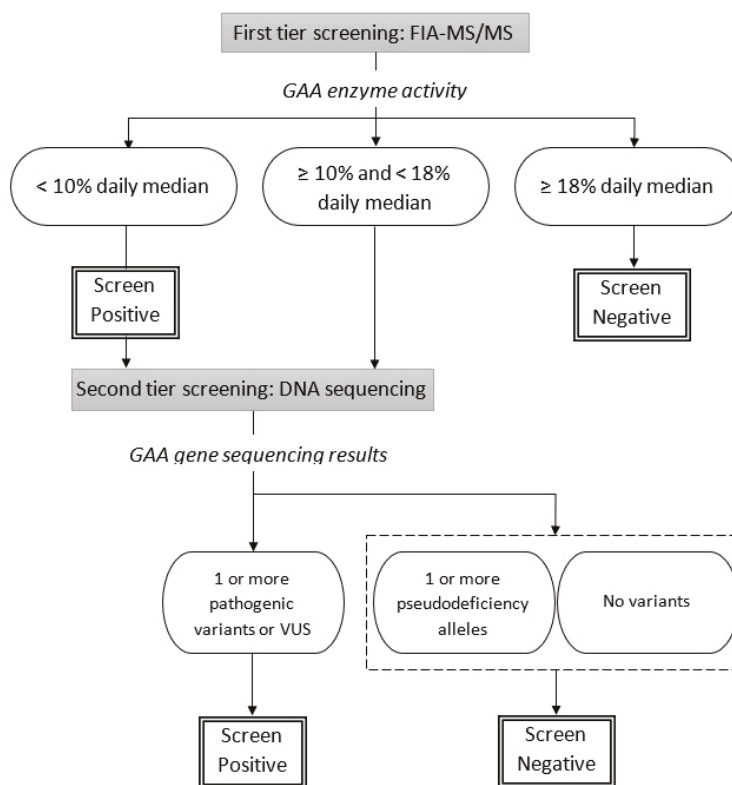 First tier screening: FIA-MS/MS
GAA enzyme activity
< 10% daily median
≥ 10% and < 18%
daily median
≥ 18% daily median
Screen
Positive
Screen
Negative
Second tier screening: DNA sequencing
GAA gene sequencing results
1 or more
pathogenic
variants or VUS
1 or more
pseudodeficiency
alleles
No variants
Screen
Positive
Screen
Negative